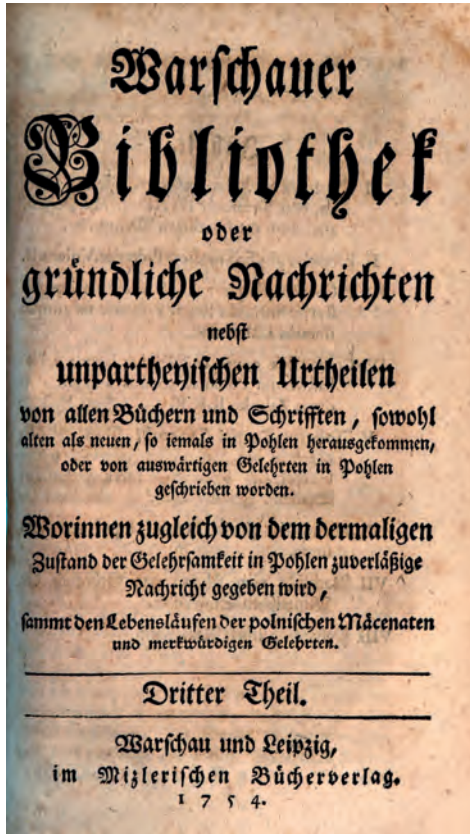 Warschauer
Bibliothek
oder
gründliche Nachrichten
nebst
unpartheyischen Urtheilen
von allen Büchern und Schrifften, sowohl
alten als neuen, so iemals in Pohlen herausgekommen,
oder von auswärtigen Gelehrten in Pohlen
geschrieben worden.
Worinnen zugleich von dem dermaligen
Zustand der Gelehrsamkeit in Pohlen zuverläßige
Nachricht gegeben wird,
sammt den Lebensläufen der polnischen Mäcenaten
und merkwürdigen Gelehrten.
Dritter Theil.
Warschau und Leipzig,
im Mizlerischen Bücherverlag.
1754.